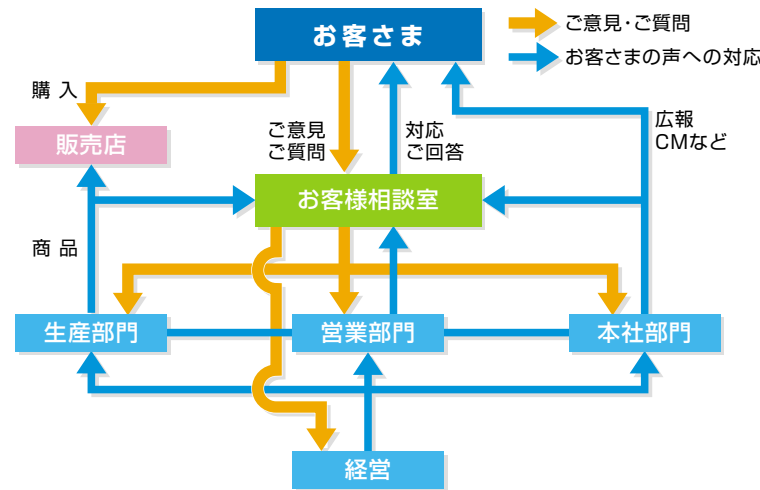 お客さま
ご意見・ご質問
お客さまの声への対応
購入
販売店
ご意見
ご質問
対応
ご回答
広報
CMなど
お客様相談室
商品
生産部門
営業部門
本社部門
経営